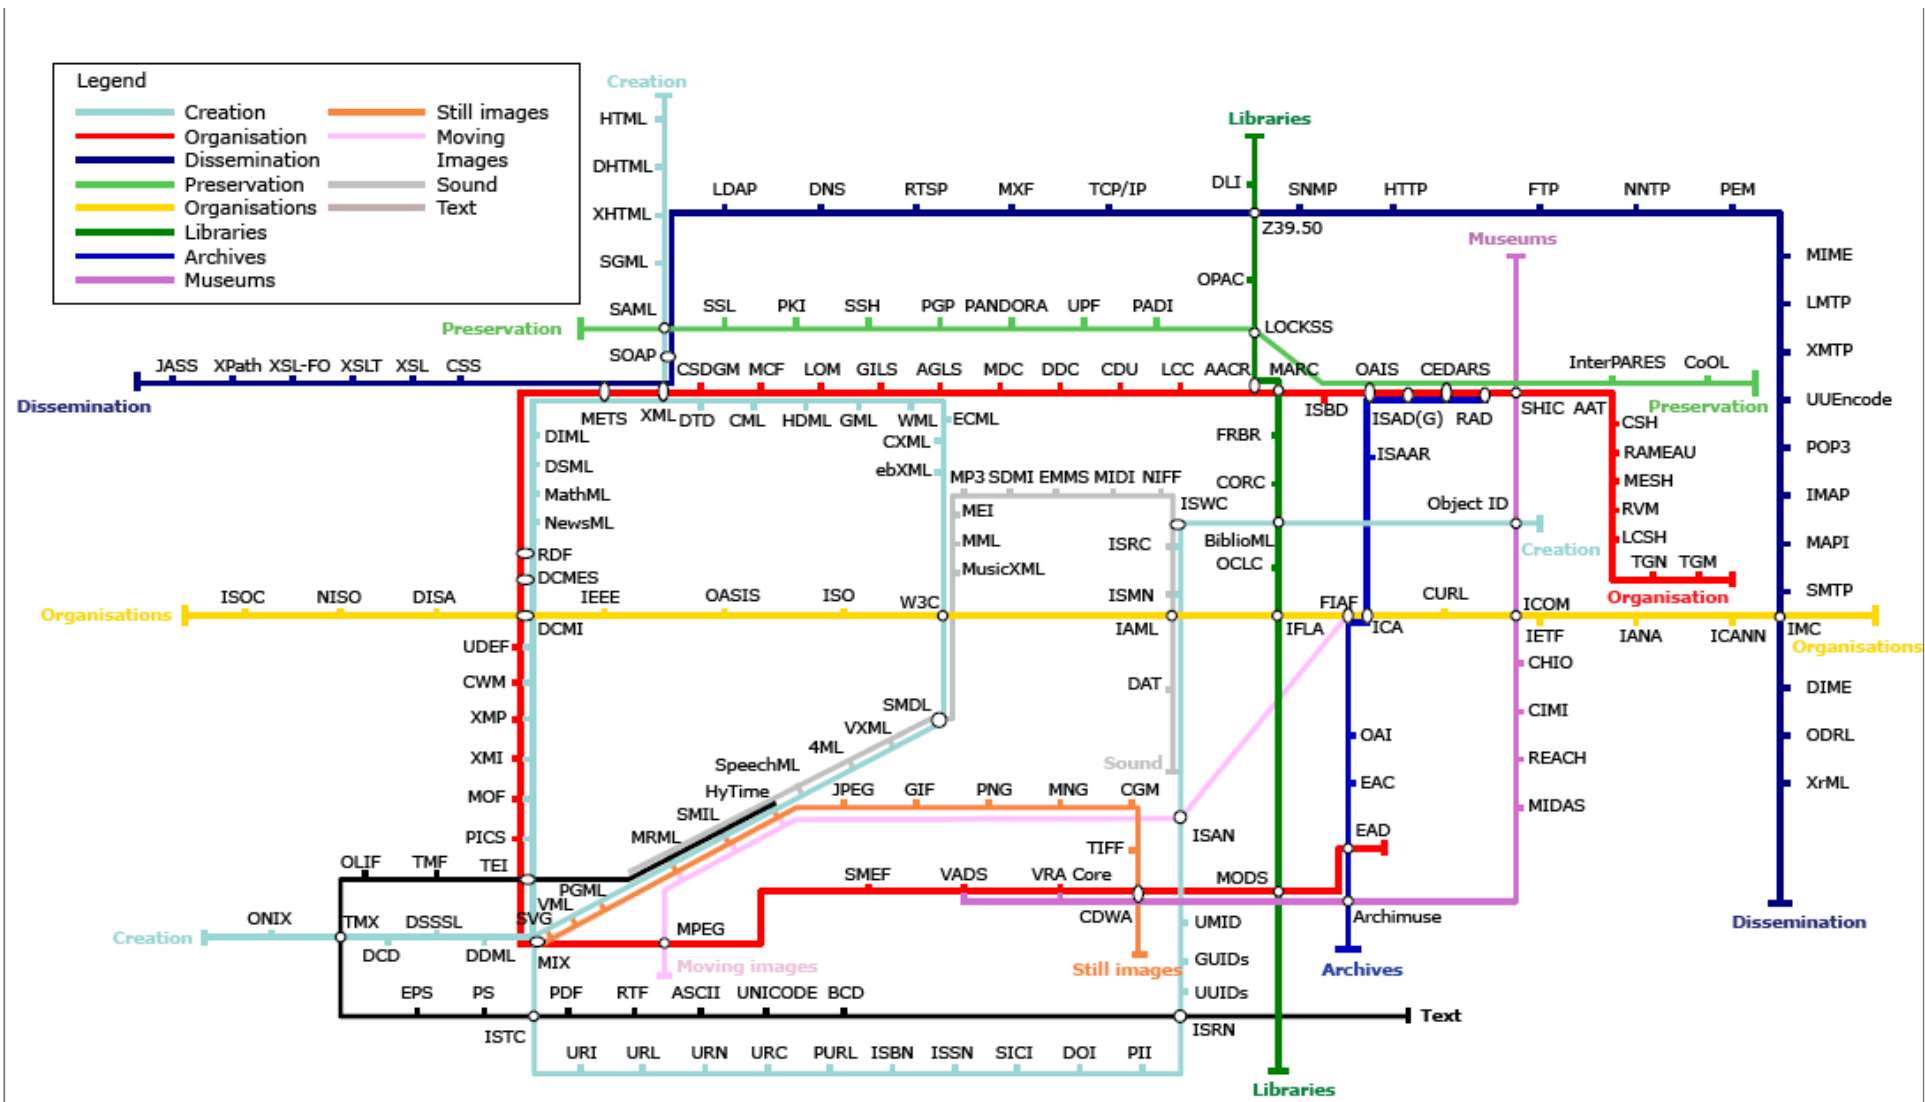 Legend
Creation
Organisation
Dissemination
Preservation
Organisations
Libraries
Archives
Museums
Still images
Moving
Images
Sound
Text
Creation
HTML
DHTML
XHTML
SGML
SAML
SOAP
Libraries
DLI
LDAP DNS RTSP MXF TCP/IP SNMP HTTP FTP NNTP PEM
Z39.50
Museums
OPAC
MIME
LMTP
XMTP
UUEncode
POP3
IMAP
MAPI
SMTP
Preservation
SSL PKI SSH PGP PANDORA UPF PADI
LOCKSS
InterPARES CoOL
Preservation
JASS XPath XSL-FO XSLT XSL CSS
Dissemination
CSDGM MCF LOM GILS AGLS MDC DDC CDU LCC AACR MARC OAIS CEDARS
METS XML DTD CML HDML GML WML ECML
ISBD ISAD(G) RAD SHIC AAT
CXML
ebXML
DIML
DSML
MathML
NewsML
RDF
DCMES
FRBR
ISAAR
CORC
CSH
RAMEAU
MESH
RVM
LCSH
TGN TGM
Organisation
MP3 SDMI EMMS MIDI NIFF
ISWC
MEI
MML
MusicXML
ISRC
ISMN
BiblioML
OCLC
Object ID
Creation
Organisations
ISOC NISO DISA IEEE OASIS ISO W3C
DCMI
IAML IFLA FIAF ICA CURL ICOM
IETF IANA ICANN IMC
Organisations
UDEF
CWM
XMP
XMI
MOF
PICS
TEI
CHIO
CIMI
REACH
MIDAS
DIME
ODRL
XrML
Dissemination
DAT
Sound
OAI
EAC
EAD
SMDL
VXML
4ML
SpeechML
HyTime
SMIL
MRML
PGML
VML
SVG
JPEG GIF PNG MNG CGM
ISAN
TIFF
OLIF TMF
SMEF VADS VRA Core MODS
CDWA
Archimuse
Creation
ONIX TMX DSSSL
DCD DDML MIX
MPEG
Moving images
Still images
Archives
UMID
GUIDs
UUIDs
EPS PS PDF RTF ASCII UNICODE BCD
ISTC
ISRN
Text
URI URL URN URC PURL ISBN ISSN SICI DOI PII
Libraries